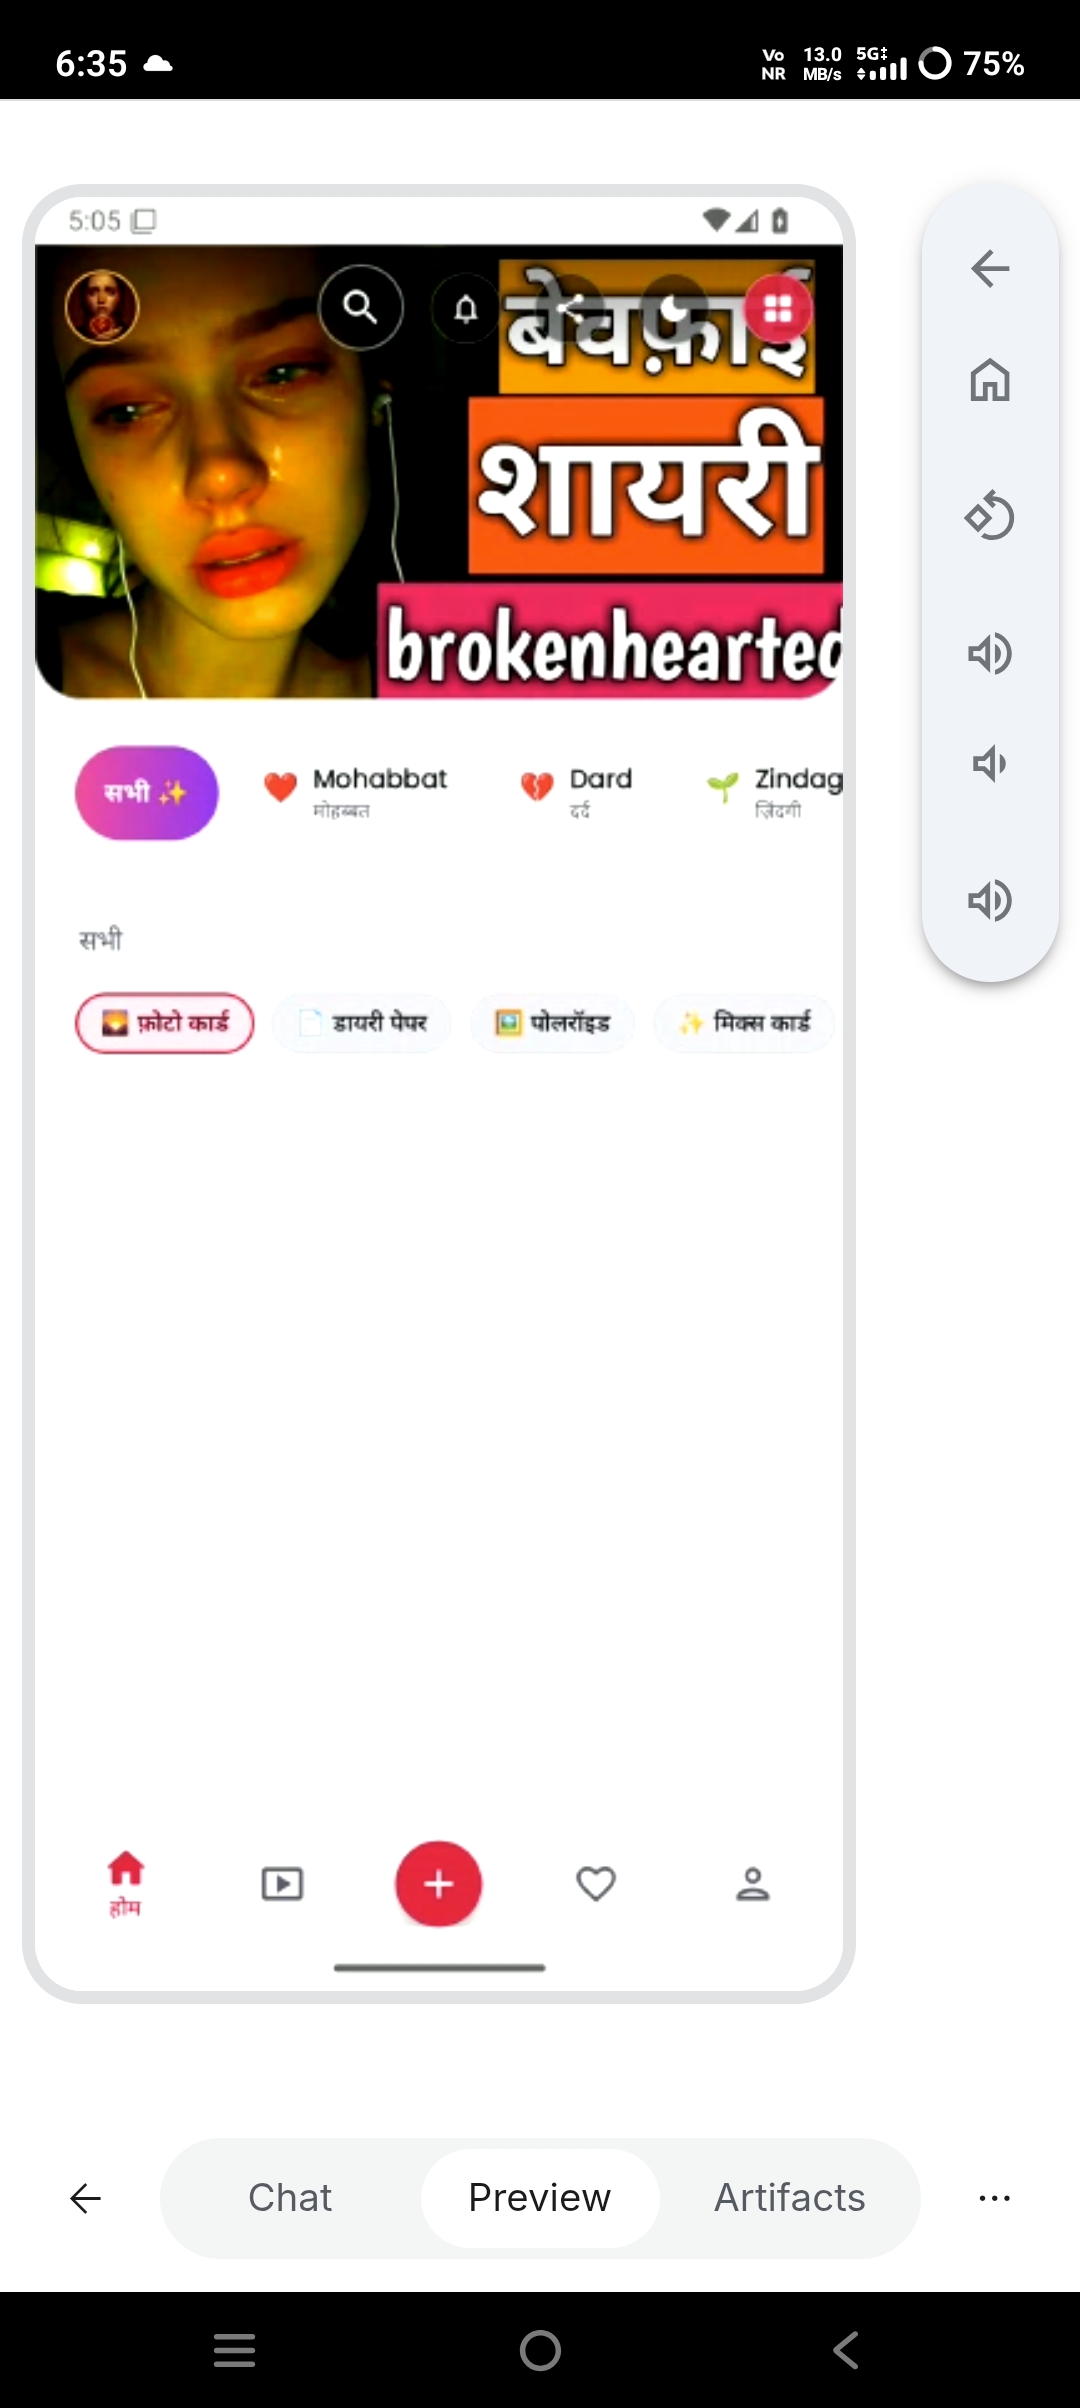 6:35
Vo NR 13.0 MB/s 5G 75%
5:05
बेवफ़ाई
शायरी
brokenhearted
सभी ✨
❤️ Mohabbat
मोहब्बत
💔 Dard
दर्द
🌱 Zindag
ज़िंदगी
सभी
फ़ोटो कार्ड
डायरी पेपर
पोलरॉइड
मिक्स कार्ड
होम
Chat
Preview
Artifacts